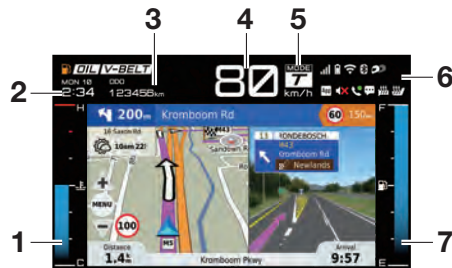 3 4 5
OIL V-BELT
MODE
T
km/h
80
MON 10 ODO
2 2:34 123456km
6
H F
200m Kromboom Rd 60 150m
16 Saxon Rd M43
10am 22°
Sandown R
11 RONDEBOSCH.
M43
Kromboom Rd
Newlands
+
MENU
−
100
M5
Distance
1.4
Kromboom Pkwy
Arrival
9:57
1 7
C E